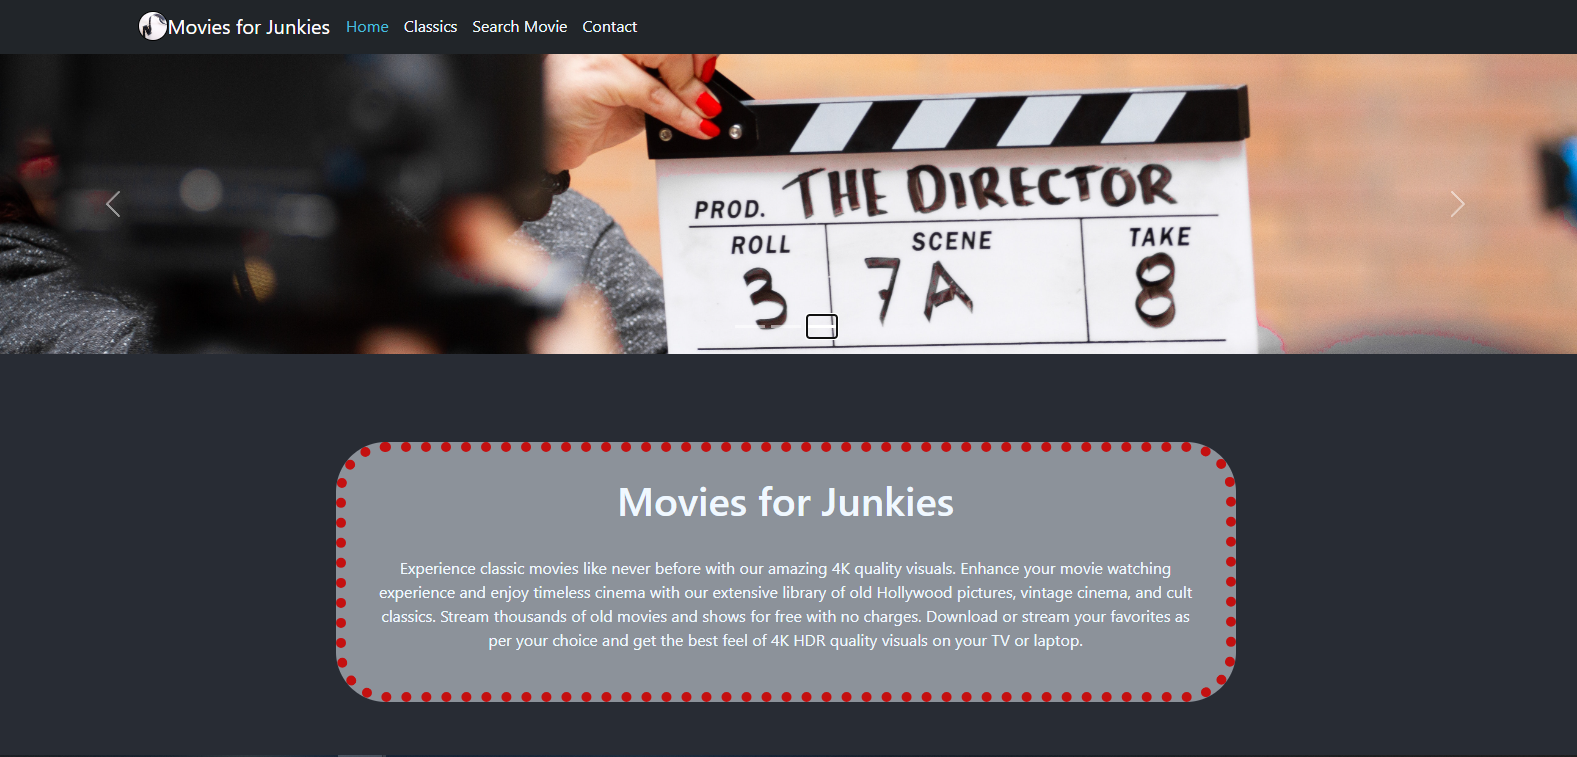 Movies for Junkies Home Classics Search Movie Contact
THE DIRECTOR
PROD.
ROLL SCENE TAKE
3 7A 8
Movies for Junkies
Experience classic movies like never before with our amazing 4K quality visuals. Enhance your movie watching
experience and enjoy timeless cinema with our extensive library of old Hollywood pictures, vintage cinema, and cult
classics. Stream thousands of old movies and shows for free with no charges. Download or stream your favorites as
per your choice and get the best feel of 4K HDR quality visuals on your TV or laptop.